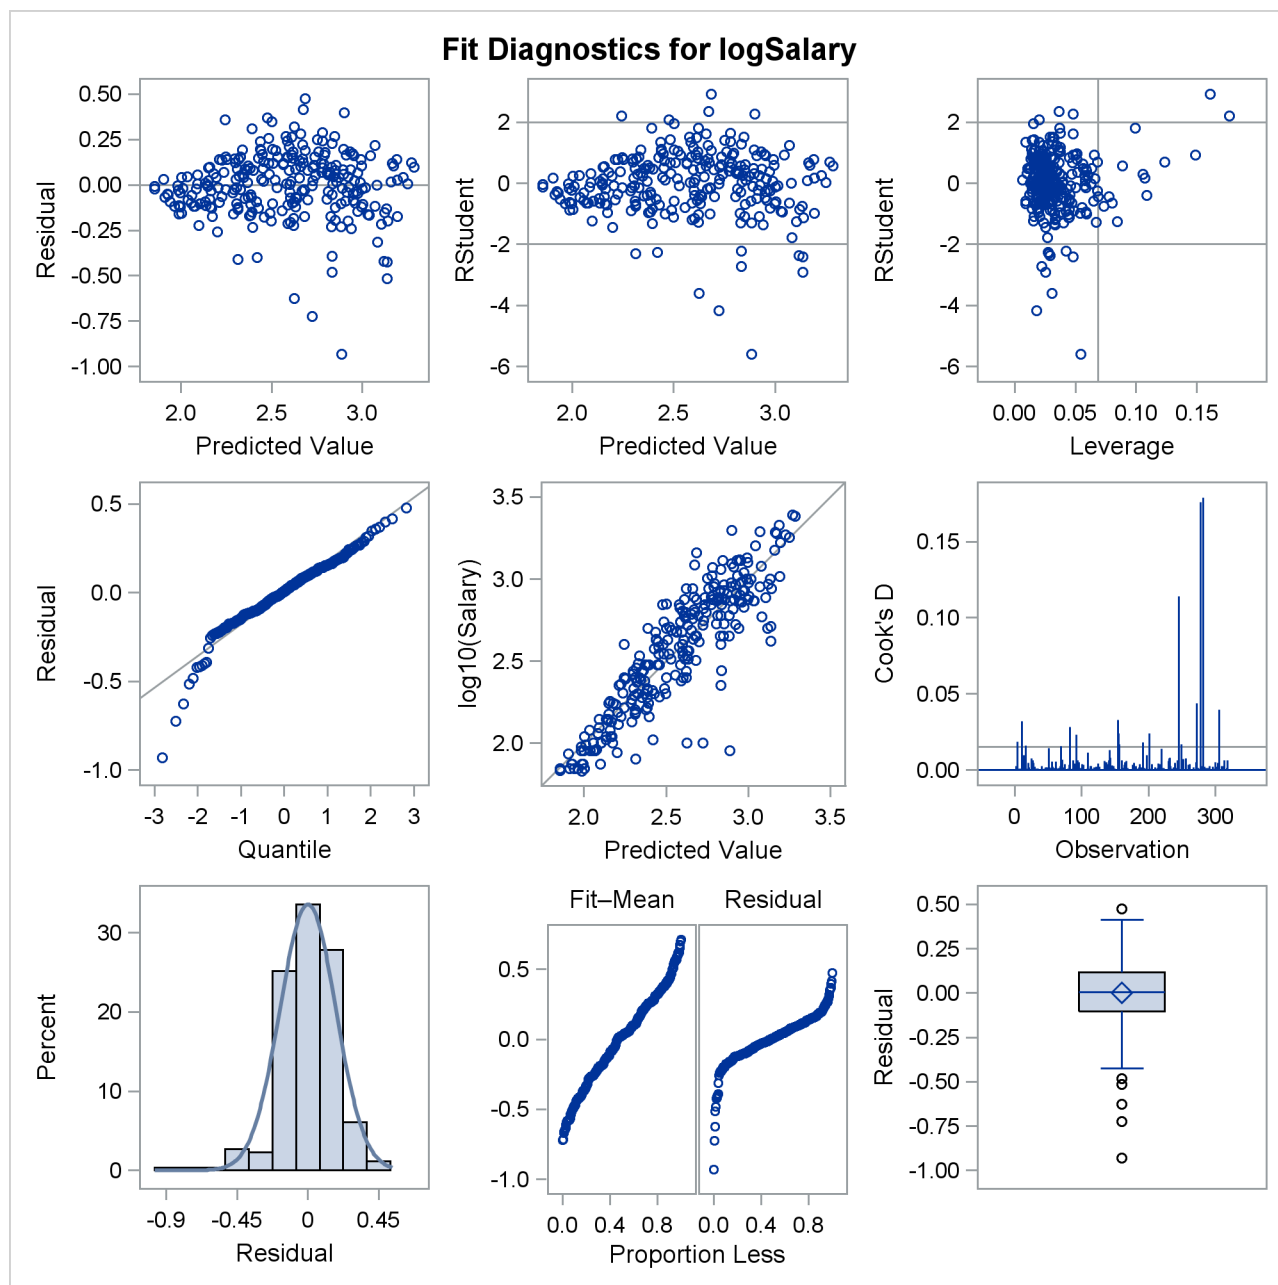 Fit Diagnostics for logSalary
0.50
0.25
0.00
-0.25
-0.50
-0.75
-1.00
Residual
2.0 2.5 3.0
Predicted Value
2
0
-2
-4
-6
RStudent
2.0 2.5 3.0
Predicted Value
2
0
-2
-4
-6
RStudent
0.00 0.05 0.10 0.15
Leverage
0.5
0.0
-0.5
-1.0
Residual
-3 -2 -1 0 1 2 3
Quantile
3.5
3.0
2.5
2.0
log10(Salary)
2.0 2.5 3.0 3.5
Predicted Value
0.15
0.10
0.05
0.00
Cook's D
0 100 200 300
Observation
30
20
10
0
Percent
-0.9 -0.45 0 0.45
Residual
Fit–Mean Residual
0.5
0.0
-0.5
-1.0
0.0 0.4 0.8 0.0 0.4 0.8
Proportion Less
0.50
0.25
0.00
-0.25
-0.50
-0.75
-1.00
Residual